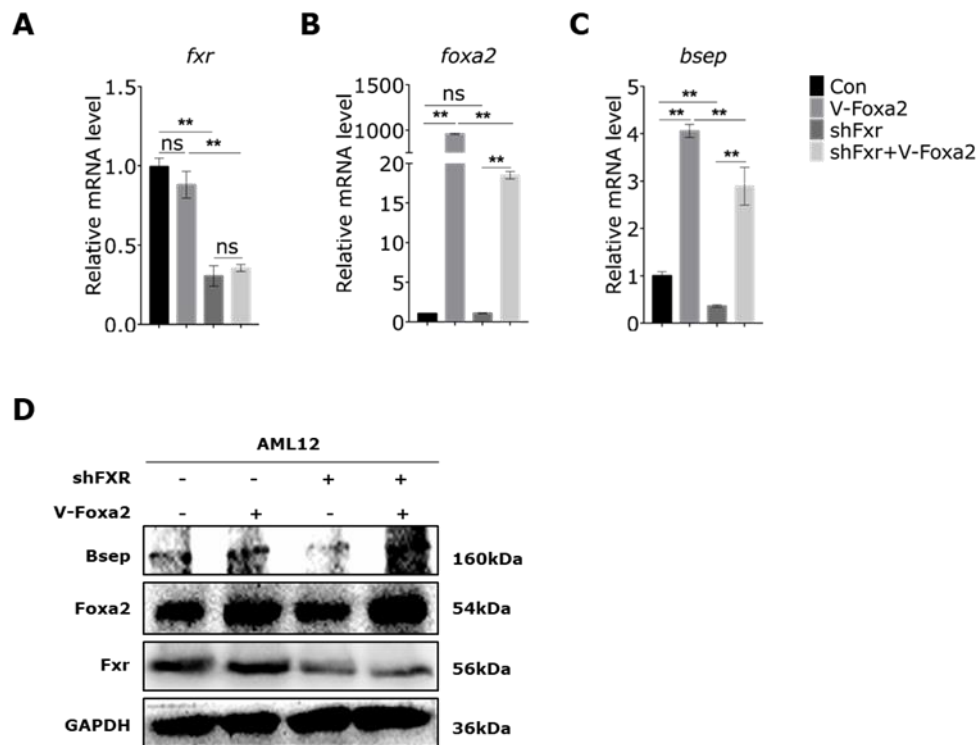 A
fxr
Relative mRNA level
1.5
1.0
0.5
0.0
**
ns
**
ns
B
foxa2
Relative mRNA level
1500
1000
20
15
10
5
0
ns
**
**
**
C
bsep
Relative mRNA level
5
4
3
2
1
0
**
**
**
**
Con
V-Foxa2
shFxr
shFxr+V-Foxa2
D
AML12
shFXR - - + +
V-Foxa2 - + - +
Bsep 160kDa
Foxa2 54kDa
Fxr 56kDa
GAPDH 36kDa